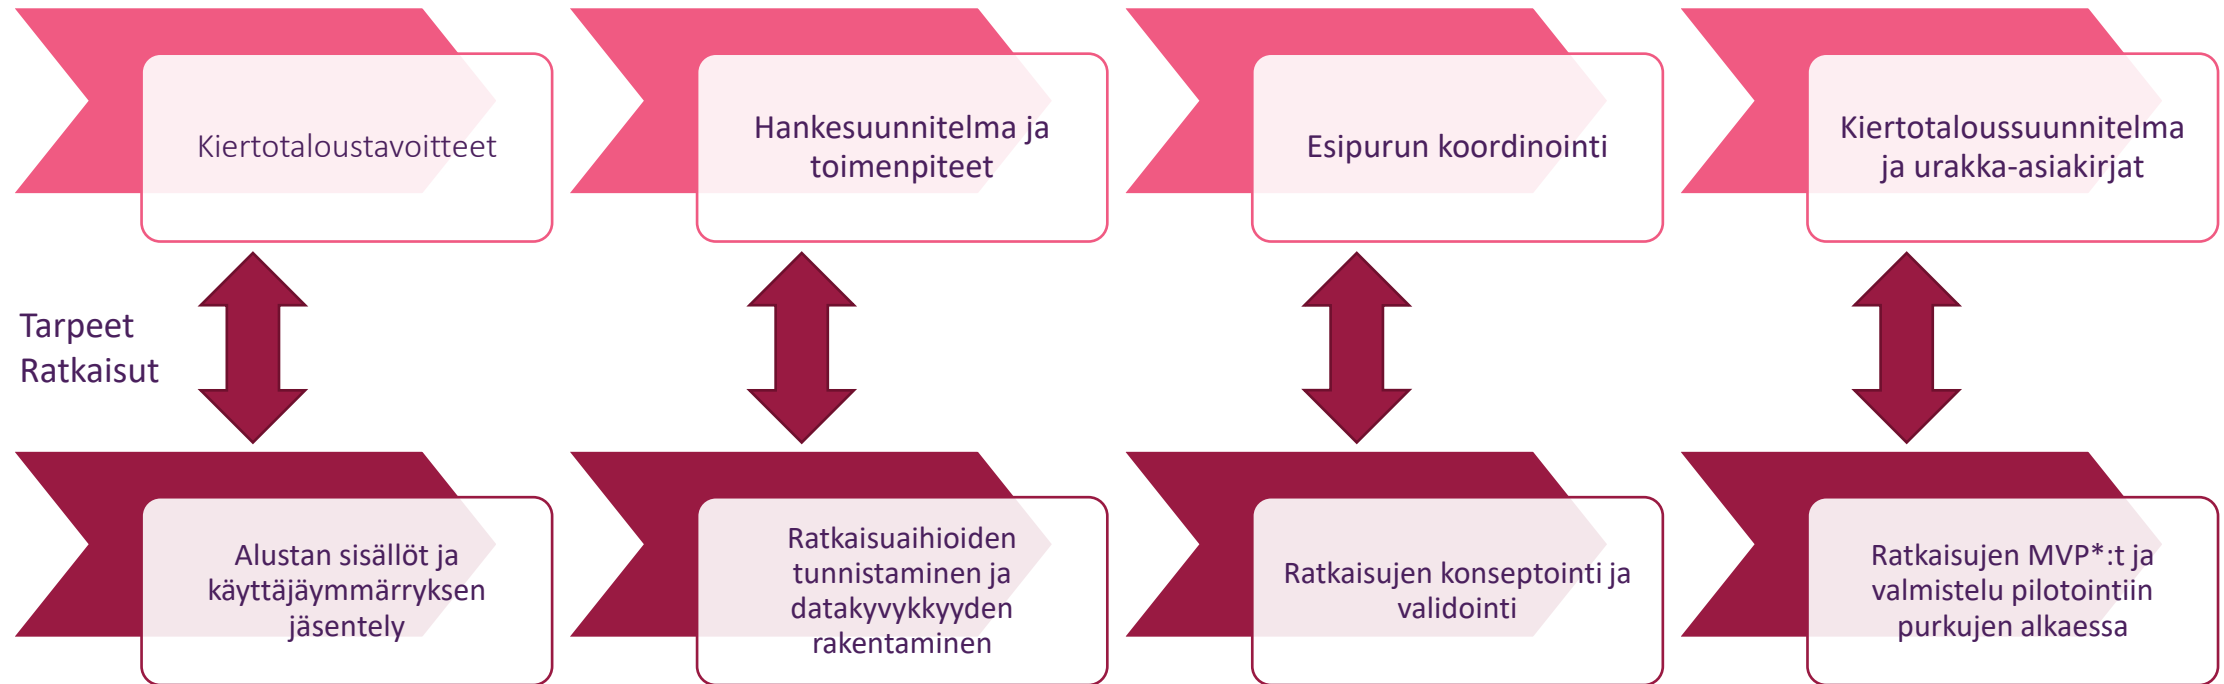 Kiertotaloustavoitteet
Hankesuunnitelma ja
toimenpiteet
Esipurun koordinointi
Kiertotaloussuunnitelma
ja urakka-asiakirjat
Tarpeet
Ratkaisut
Alustan sisällöt ja
käyttäjäymmärryksen
jäsentely
Ratkaisuaihioiden
tunnistaminen ja
datakyvykkyyden
rakentaminen
Ratkaisujen konseptointi ja
validointi
Ratkaisujen MVP*:t ja
valmistelu pilotointiin
purkujen alkaessa